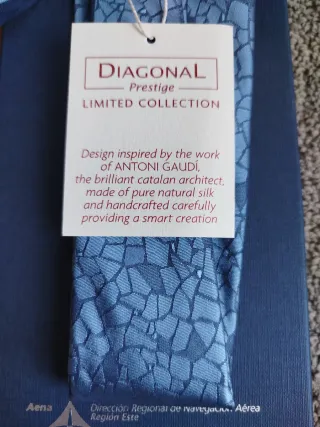 DIAGONAL
Prestige
LIMITED COLLECTION
Design inspired by the work
of ANTONI GAUDÍ,
the brilliant catalan architect,
made of pure natural silk
and handcrafted carefully
providing a smart creation
Aena
Dirección Regional de Navegación Aérea
Región Este